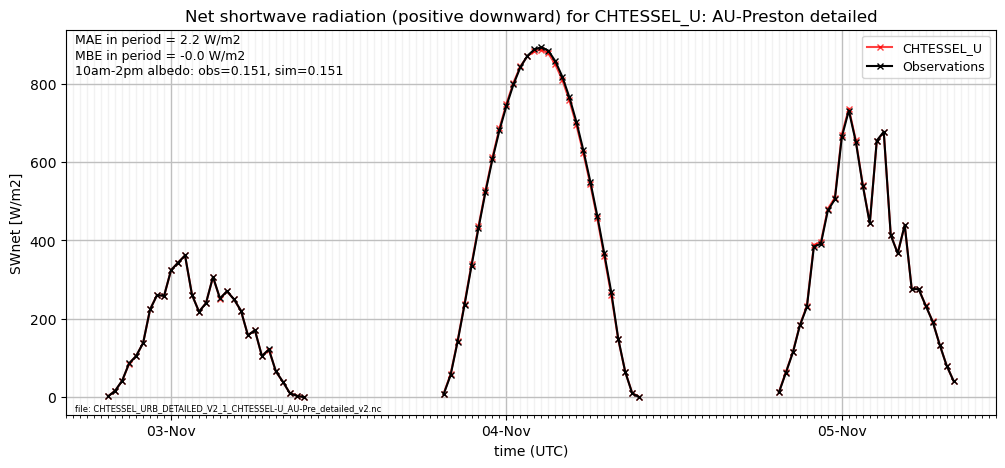 Net shortwave radiation (positive downward) for CHTESSEL_U: AU-Preston detailed
MAE in period = 2.2 W/m2
MBE in period = -0.0 W/m2
10am-2pm albedo: obs=0.151, sim=0.151
CHTESSEL_U
Observations
SWnet [W/m2]
800
600
400
200
0
file: CHTESSEL_URB_DETAILED_V2_1_CHTESSEL-U_AU-Pre_detailed_v2.nc
03-Nov
04-Nov
05-Nov
time (UTC)